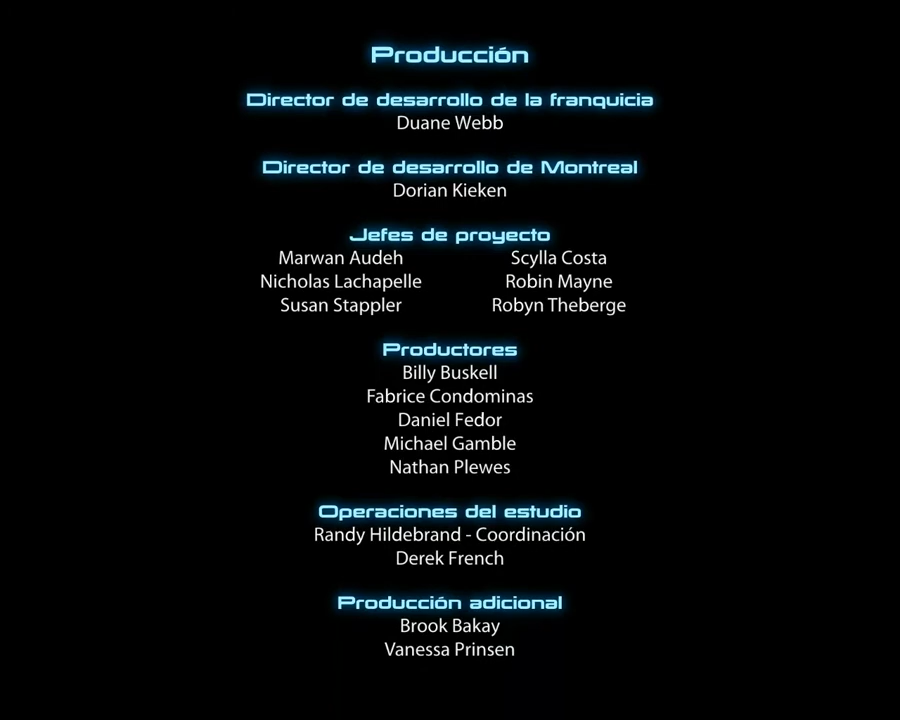 Producción
Director de desarrollo de la franquicia
Duane Webb
Director de desarrollo de Montreal
Dorian Kieken
Jefes de proyecto
Marwan Audeh Scylla Costa
Nicholas Lachapelle Robin Mayne
Susan Stappler Robyn Theberge
Productores
Billy Buskell
Fabrice Condominas
Daniel Fedor
Michael Gamble
Nathan Plewes
Operaciones del estudio
Randy Hildebrand - Coordinación
Derek French
Producción adicional
Brook Bakay
Vanessa Prinsen